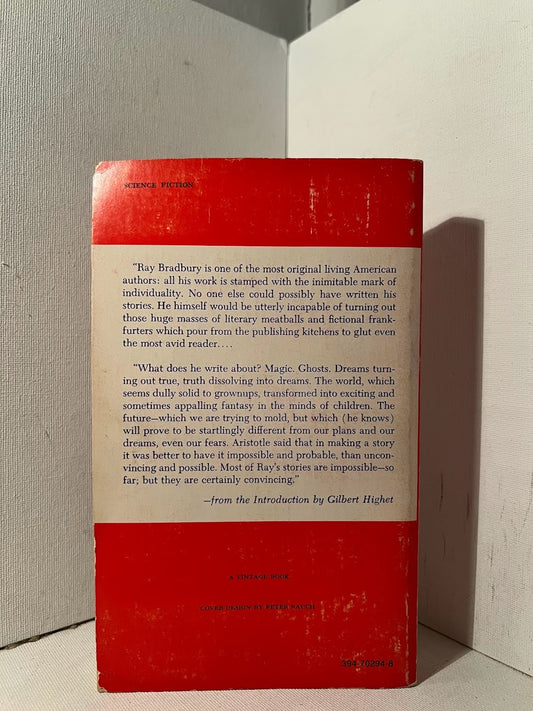 SCIENCE FICTION
"Ray Bradbury is one of the most original living American
authors: all his work is stamped with the inimitable mark of
individuality. No one else could possibly have written his
stories. He himself would be utterly incapable of turning out
those huge masses of literary meatballs and fictional frank-
furters which pour from the publishing kitchens to glut even
the most avid reader....
"What does he write about? Magic. Ghosts. Dreams turn-
ing out true, truth dissolving into dreams. The world, which
seems dully solid to grownups, transformed into exciting and
sometimes appalling fantasy in the minds of children. The
future—which we are trying to mold, but which (he knows)
will prove to be startlingly different from our plans and our
dreams, even our fears. Aristotle said that in making a story
it was better to have it impossible and probable, than uncon-
vincing and possible. Most of Ray's stories are impossible—so
far; but they are certainly convincing."
—from the Introduction by Gilbert Highet
A VINTAGE BOOK
COVER DESIGN BY PETER RAUCH
394-70294-8